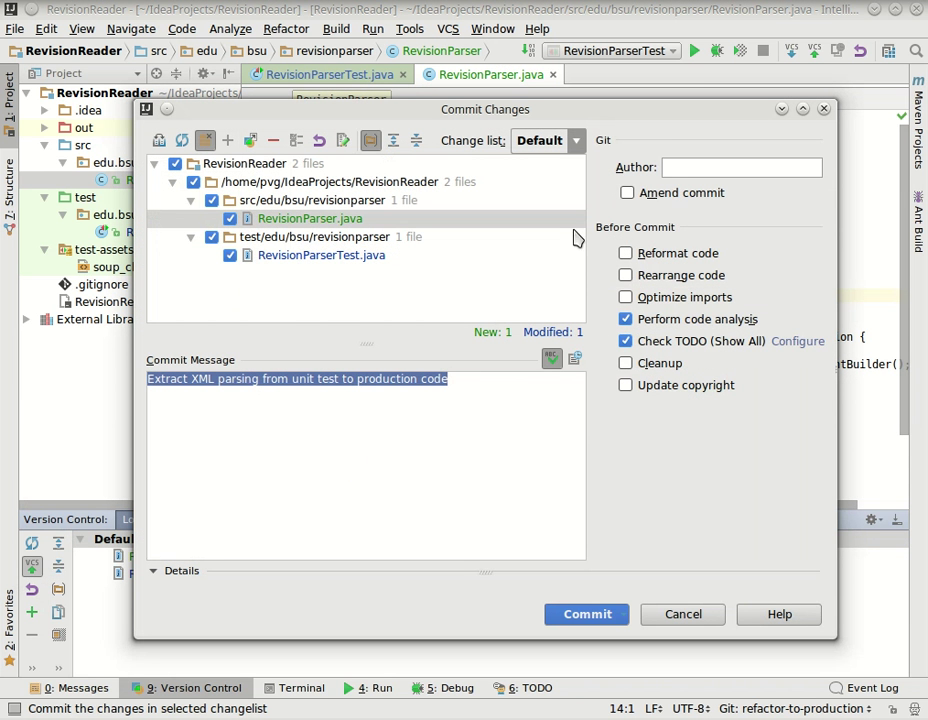 RevisionReader - [~/IdeaProjects/RevisionReader] - [RevisionReader] - ~/IdeaProjects/RevisionReader/src/edu/bsu/revisionparser/RevisionParser.java - Intelli...
File Edit View Navigate Code Analyze Refactor Build Run Tools VCS Window Help
RevisionReader src edu bsu revisionparser RevisionParser RevisionParserTest
Project RevisionParserTest.java RevisionParser.java
1: Project
7: Structure
2: Favorites
Maven Projects
Ant Build
RevisionReader ~/IdeaProjects/
.idea
out
src
edu.bsu
R
test
edu.bsu
R
test-assets
soup_cl
.gitignore
RevisionRe
External Libra
RevisionParser
ion {
ntBuilder();
Commit Changes
Change list: Default
RevisionReader 2 files
/home/pvg/IdeaProjects/RevisionReader 2 files
src/edu/bsu/revisionparser 1 file
RevisionParser.java
test/edu/bsu/revisionparser 1 file
RevisionParserTest.java
New: 1 Modified: 1
Commit Message
Extract XML parsing from unit test to production code
Details
Git
Author:
Amend commit
Before Commit
Reformat code
Rearrange code
Optimize imports
Perform code analysis
Check TODO (Show All) Configure
Cleanup
Update copyright
Commit Cancel Help
Version Control: Lo
Defaul
0: Messages 9: Version Control Terminal 4: Run 5: Debug 6: TODO Event Log
Commit the changes in selected changelist 14:1 LF UTF-8 Git: refactor-to-production